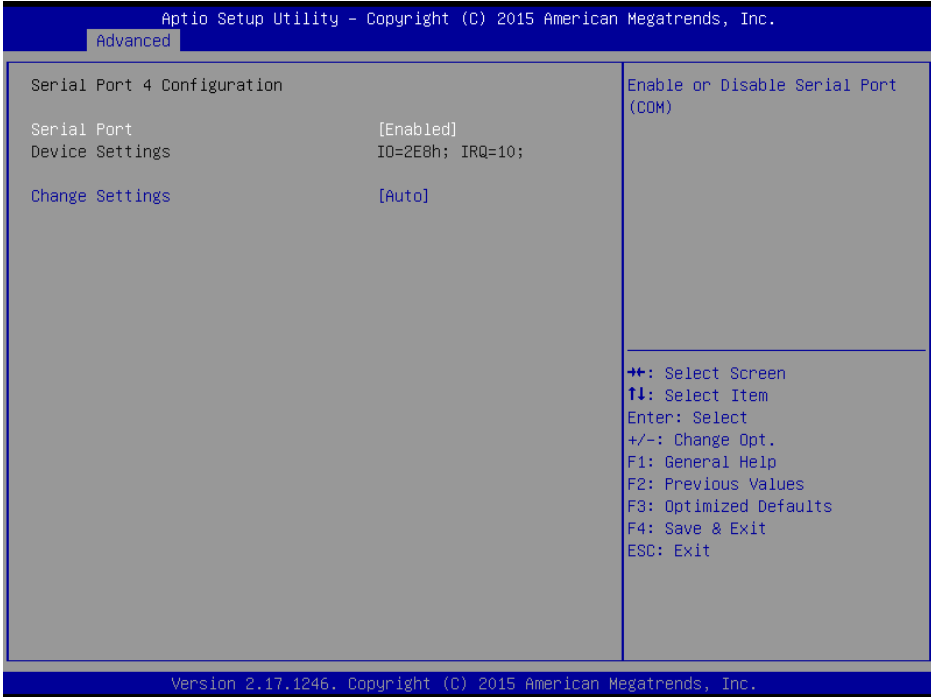 Aptio Setup Utility – Copyright (C) 2015 American Megatrends, Inc.
Advanced
Serial Port 4 Configuration
Serial Port [Enabled]
Device Settings IO=2E8h; IRQ=10;
Change Settings [Auto]
Enable or Disable Serial Port
(COM)
→←: Select Screen
↑↓: Select Item
Enter: Select
+/-: Change Opt.
F1: General Help
F2: Previous Values
F3: Optimized Defaults
F4: Save & Exit
ESC: Exit
Version 2.17.1246. Copyright (C) 2015 American Megatrends, Inc.